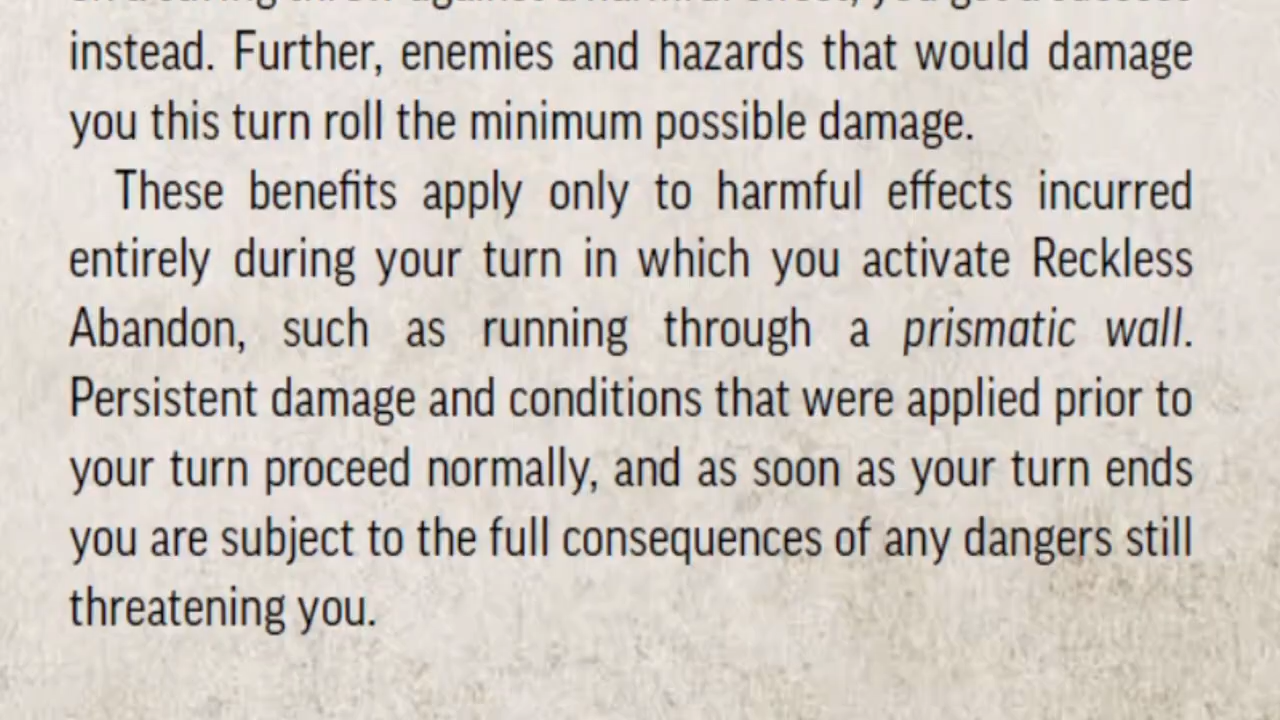 instead. Further, enemies and hazards that would damage
you this turn roll the minimum possible damage.
These benefits apply only to harmful effects incurred
entirely during your turn in which you activate Reckless
Abandon, such as running through a prismatic wall.
Persistent damage and conditions that were applied prior to
your turn proceed normally, and as soon as your turn ends
you are subject to the full consequences of any dangers still
threatening you.